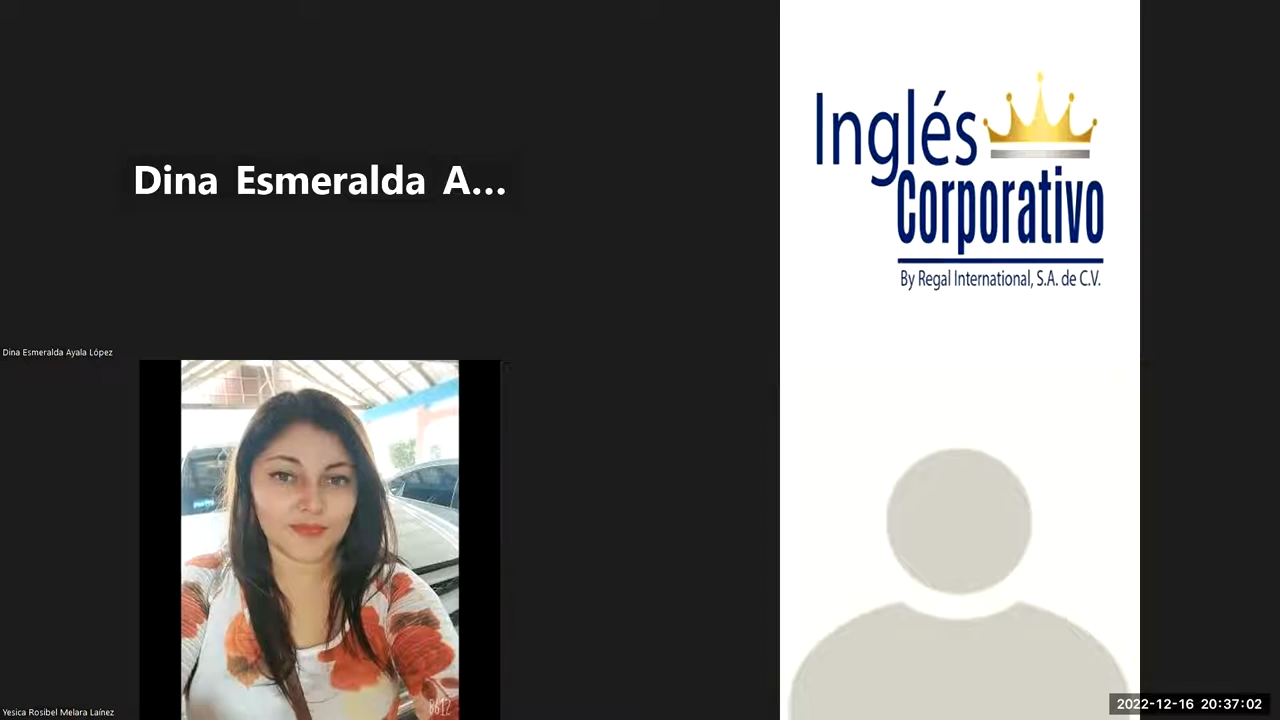 Dina Esmeralda A...
Inglés
Corporativo
By Regal International, S.A. de C.V.
Dina Esmeralda Ayala López
B612
Yesica Rosibel Melara Laínez
2022-12-16 20:37:02